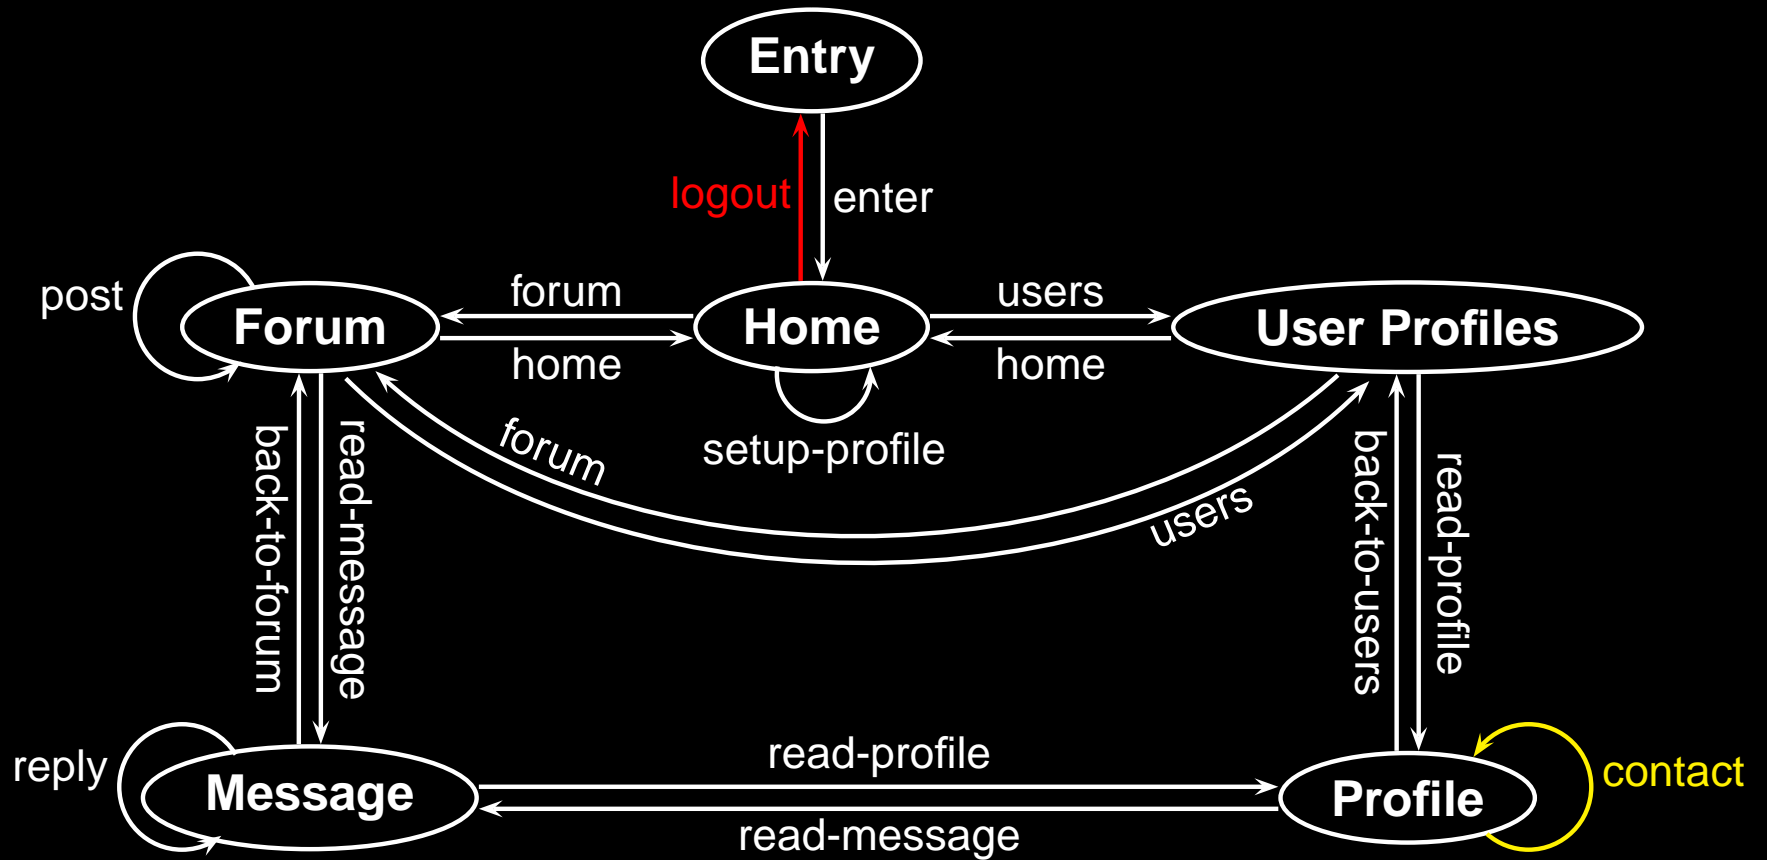 Entry
logout
enter
post
forum
users
Forum
Home
User Profiles
home
home
setup-profile
forum
users
back-to-forum
read-message
back-to-users
read-profile
reply
Message
read-profile
read-message
Profile
contact